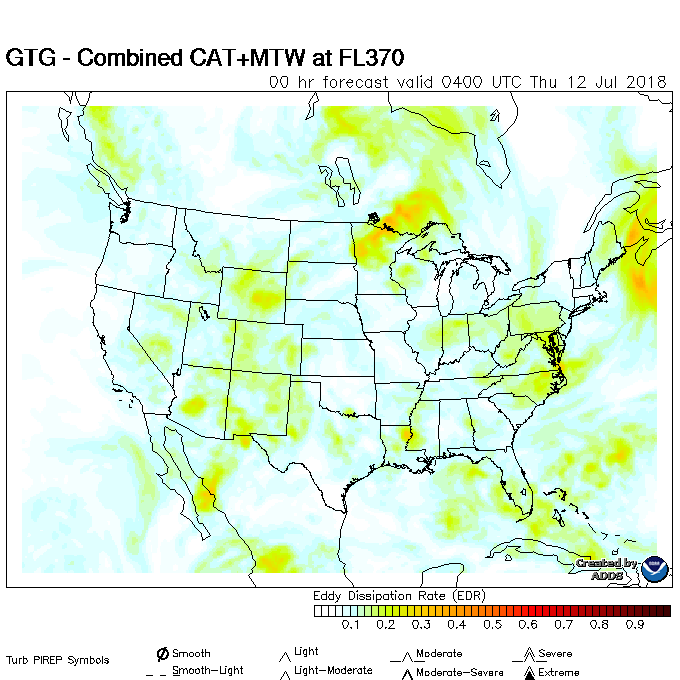 GTG - Combined CAT+MTW at FL370
00 hr forecast valid 0400 UTC Thu 12 Jul 2018
Created by
ADDS
Eddy Dissipation Rate (EDR)
0.1 0.2 0.3 0.4 0.5 0.6 0.7 0.8 0.9
Turb PIREP Symbols
Smooth Light Moderate Severe
Smooth-Light Light-Moderate Moderate-Severe Extreme